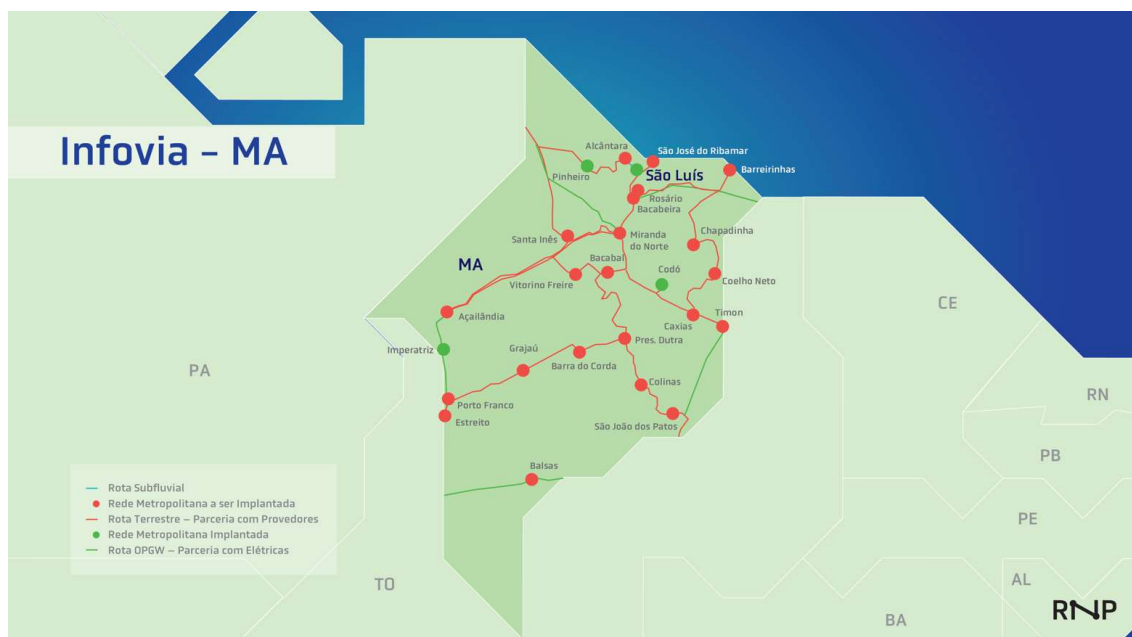 Infovia – MA
Alcântara
São José do Ribamar
Pinheiro
São Luís
Barreirinhas
Rosário
Bacabeira
Santa Inês
Miranda
do Norte
Chapadinha
MA
Bacabal
Codó
Vitorino Freire
Coelho Neto
Açailândia
Caxias
Timon
Imperatriz
Grajaú
Barra do Corda
Pres. Dutra
Colinas
Porto Franco
Estreito
São João dos Patos
Balsas
PA
CE
RN
PB
PE
AL
TO
BA
Rota Subfluvial
Rede Metropolitana a ser Implantada
Rota Terrestre – Parceria com Provedores
Rede Metropolitana Implantada
Rota OPGW – Parceria com Elétricas
RNP